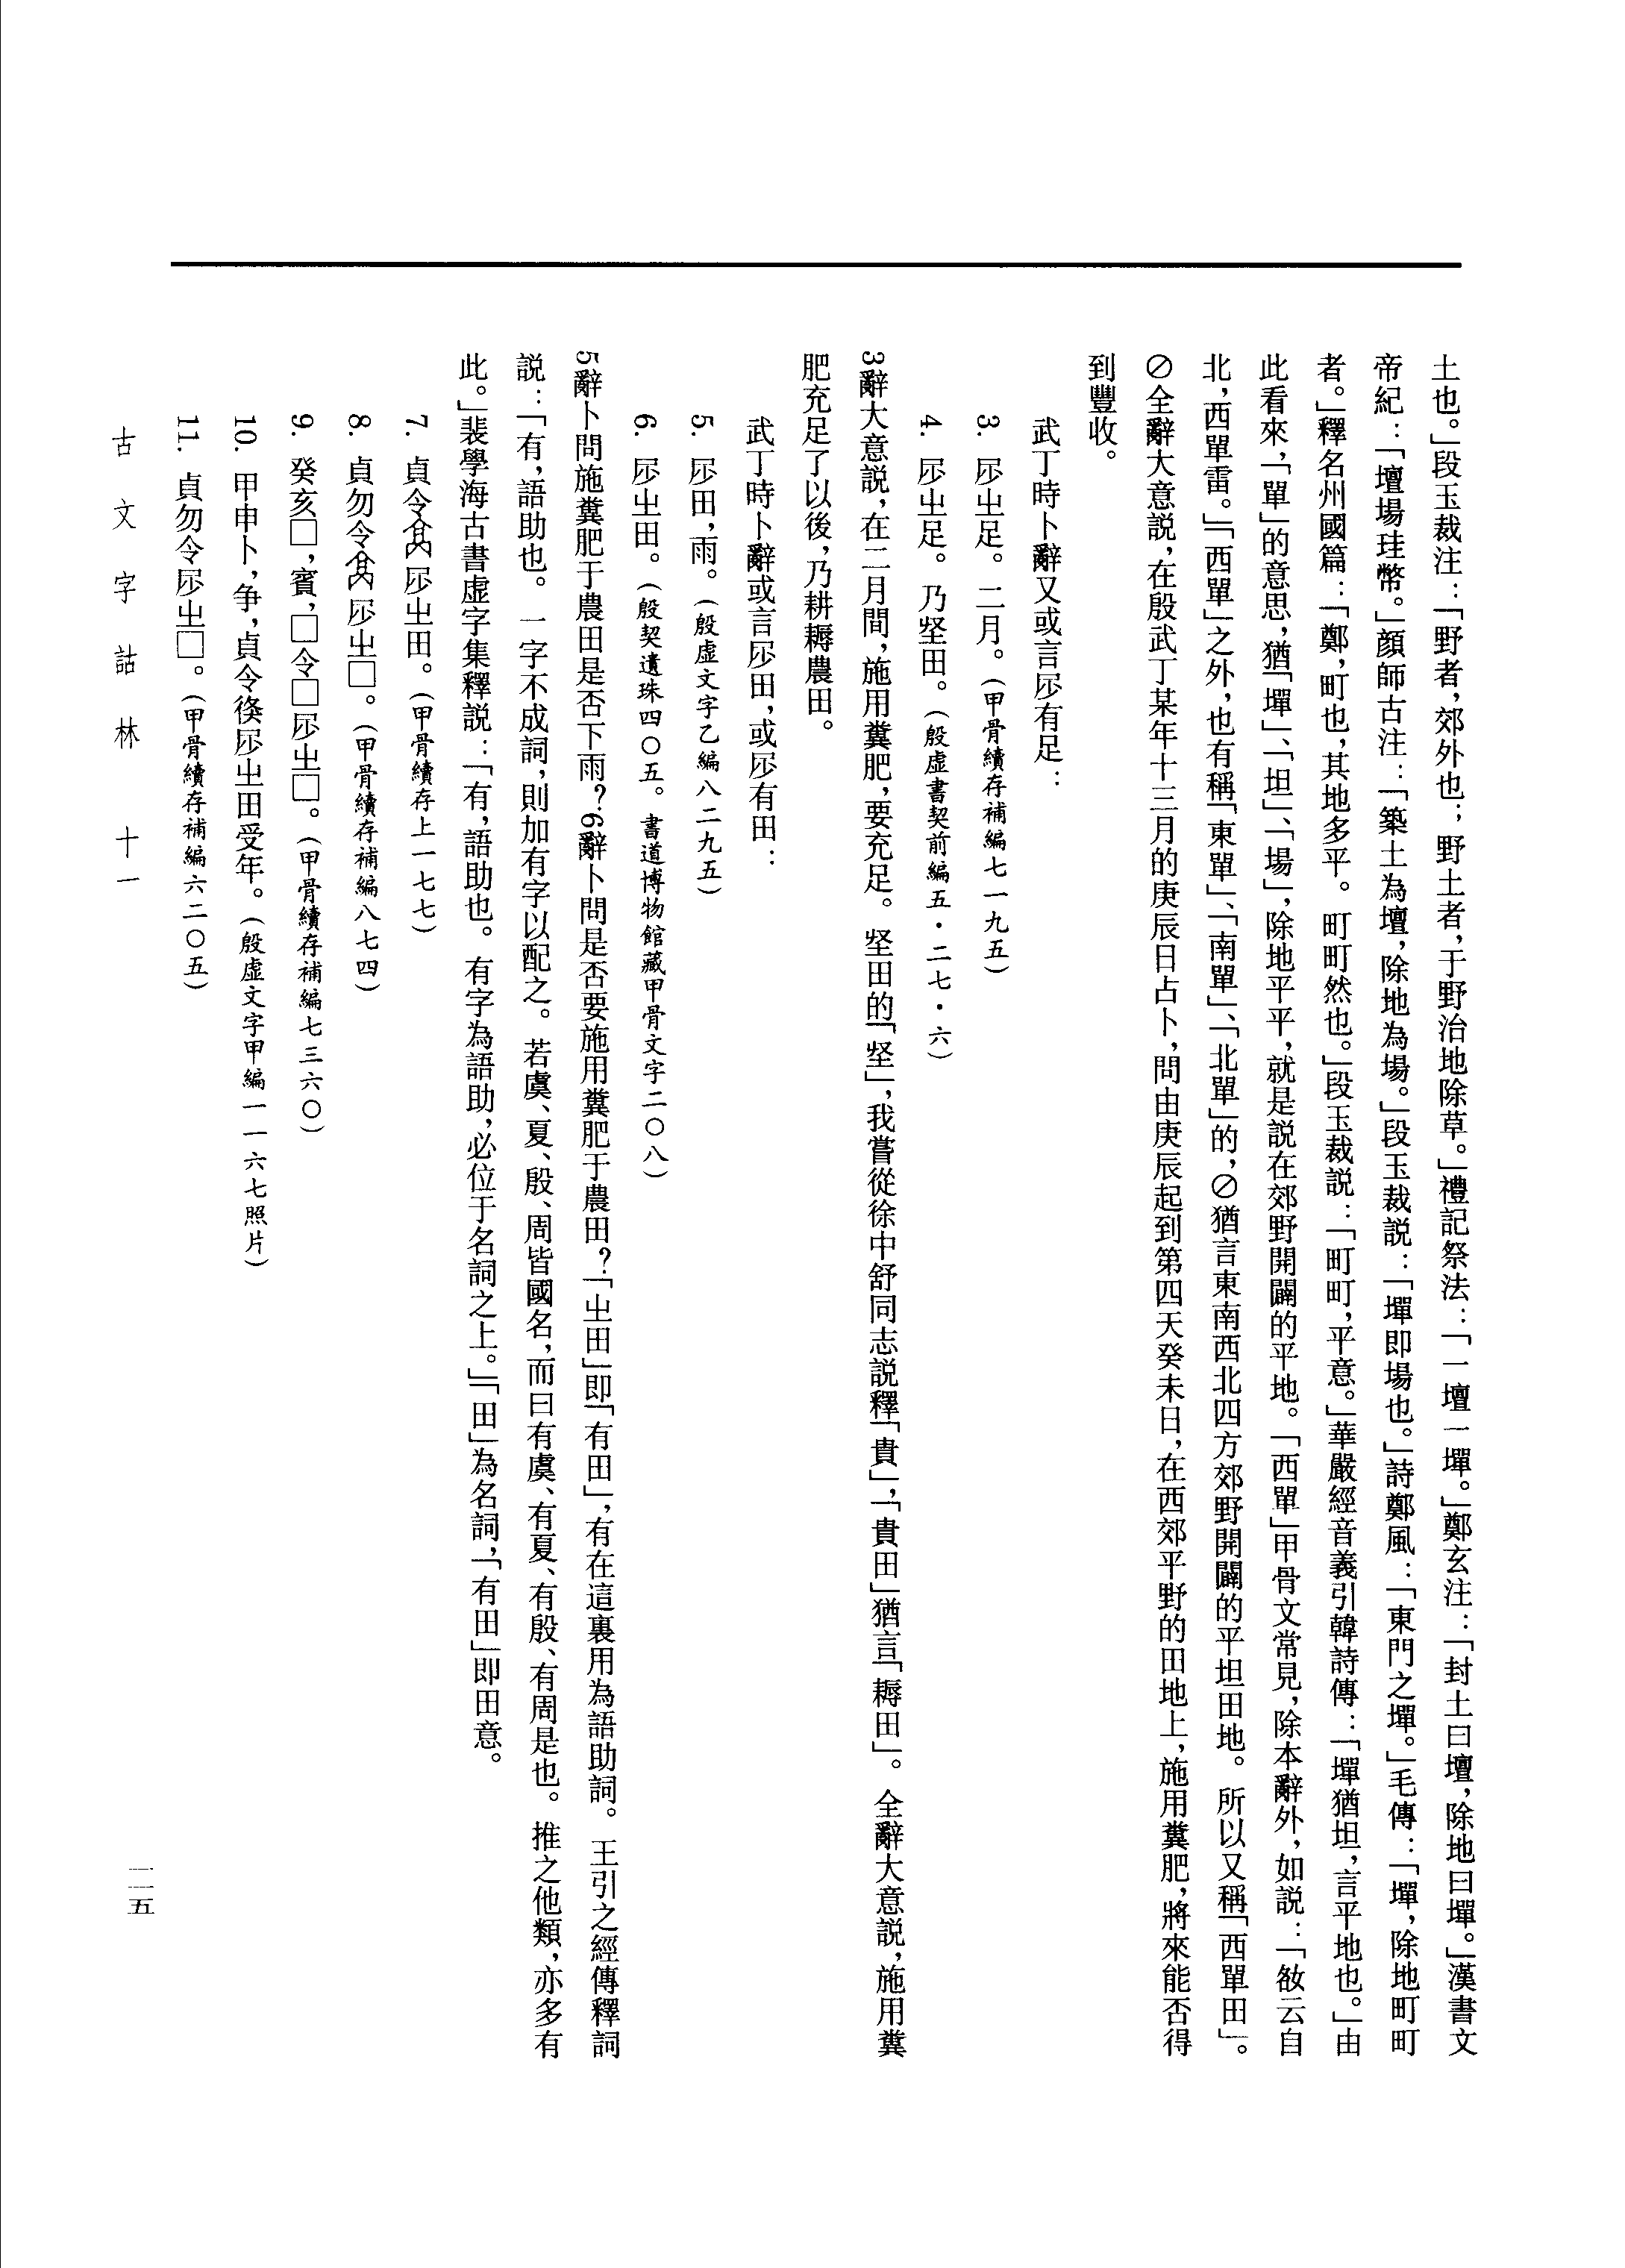 土也。」段玉裁注：「野者，郊外也；野土者，于野治地除草。」禮記祭法：「一壇一墠。」鄭玄注：「封土曰壇，除地曰墠。」漢書文
帝紀：「壇場珪幣。」顔師古注：「築土為壇，除地為場。」段玉裁説：「墠即場也。」詩鄭風：「東門之墠。」毛傳：「墠，除地町町
者。」釋名州國篇：「鄭，町也，其地多平。町町然也。」段玉裁説：「町町，平意。」華嚴經音義引韓詩傳：「墠猶坦，言平地也。」由
此看來，「單」的意思，猶「墠」、「坦」、「場」，除地平平，就是説在郊野開闢的平地。「西單」甲骨文常見，除本辭外，如説：「敆云自
北，西單雷。」「西單」之外，也有稱「東單」、「南單」、「北單」的，⊘猶言東南西北四方郊野開闢的平坦田地。所以又稱「西單田」。
⊘全辭大意説，在殷武丁某年十三月的庚辰日占卜，問由庚辰起到第四天癸未日，在西郊平野的田地上，施用糞肥，將來能否得
到豐收。
武丁時卜辭又或言𡱁有足：
3. 𡱁㞢足。二月。（甲骨續存補編七一九五）
4. 𡱁㞢足。乃坚田。（殷虛書契前編五・二七・六）
3辭大意説，在二月間，施用糞肥，要充足。坚田的「坚」，我嘗從徐中舒同志説釋「貴」，「貴田」猶言「耨田」。全辭大意説，施用糞
肥充足了以後，乃耕耨農田。
武丁時卜辭或言𡱁田，或𡱁有田：
5. 𡱁田，雨。（殷虛文字乙編八二九五）
6. 𡱁㞢田。（殷契遺珠四〇五。書道博物館藏甲骨文字二〇八）
5辭卜問施糞肥于農田是否下雨？6辭卜問是否要施用糞肥于農田？「㞢田」即「有田」，有在這裏用為語助詞。王引之經傳釋詞
説：「有，語助也。一字不成詞，則加有字以配之。若虞、夏、殷、周皆國名，而曰有虞、有夏、有殷、有周是也。推之他類，亦多有
此。」裴學海古書虛字集釋説：「有，語助也。有字為語助，必位于名詞之上。」「田」為名詞，「有田」即田意。
7. 貞令𡱁㞢田。（甲骨續存上一七七）
8. 貞勿令𡱁㞢□。（甲骨續存補編八七四）
9. 癸亥□，賓，□令□𡱁㞢□。（甲骨續存補編七三六〇）
10. 甲申卜，争，貞令𡱁㞢田受年。（殷虛文字甲編一一六七照片）
11. 貞勿令𡱁㞢□。（甲骨續存補編六二〇五）
古文字詁林 十一
一一五